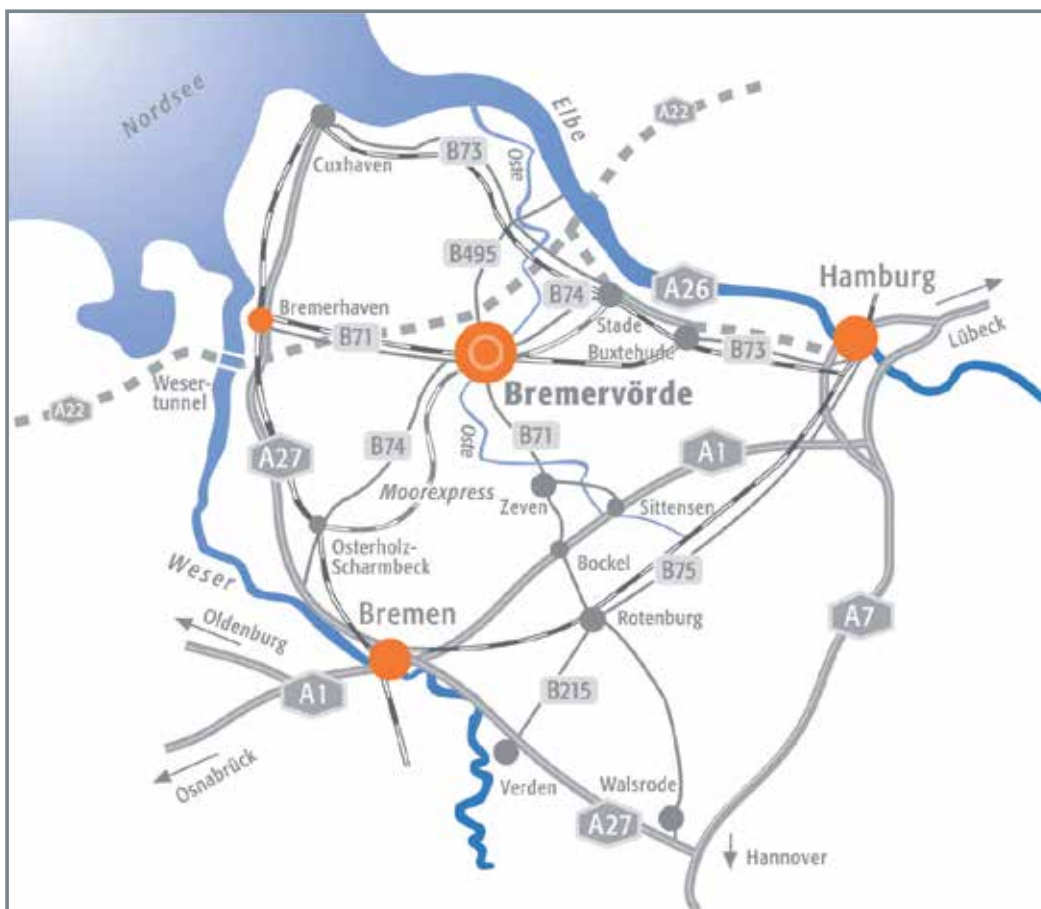 Nordsee
Elbe
A22
Cuxhaven
B73
Oste
B495
Hamburg
A26
B74
Bremerhaven
Stade
Lübeck
B71
Buxtehude
B73
Weser-
tunnel
Bremervörde
A22
B71
A1
A27
B74
Oste
Moorexpress
Zeven
Sittensen
Osterholz-
Scharmbeck
Bockel
Weser
B75
Bremen
Rotenburg
A7
Oldenburg
A1
B215
Osnabrück
Verden
Walsrode
A27
Hannover